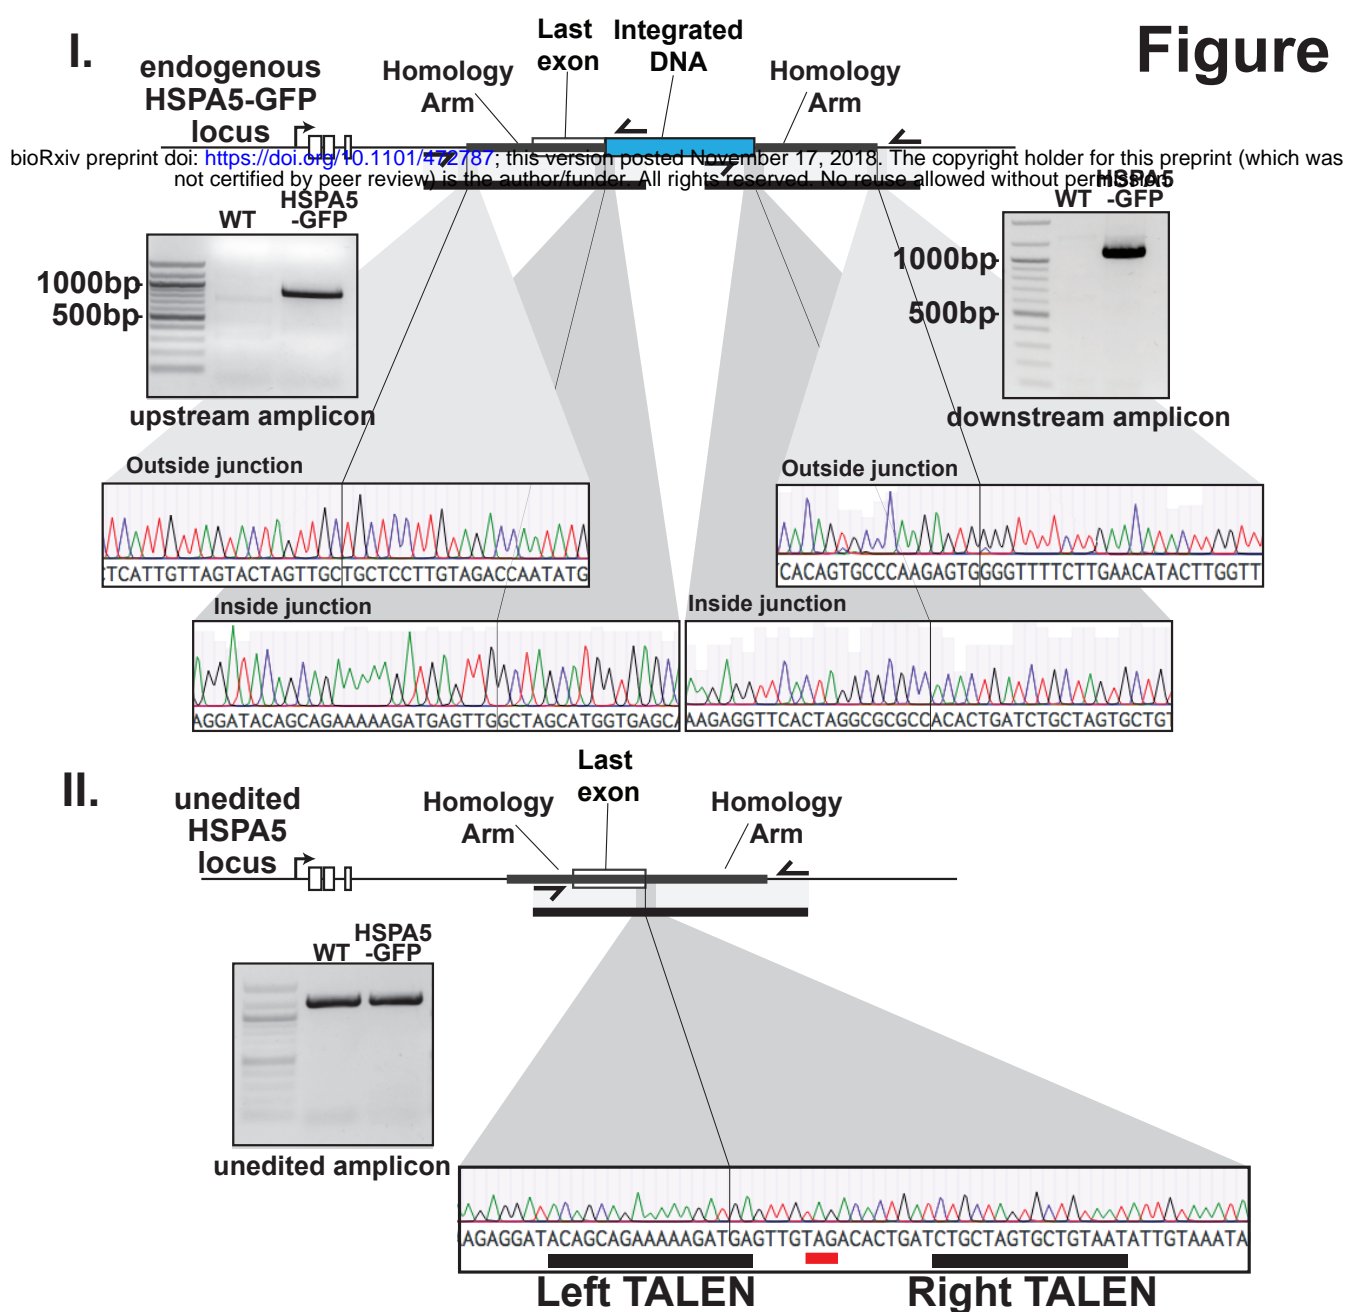 Figure
I.
endogenous
HSPA5-GFP
locus
Homology
Arm
Last
exon
Integrated
DNA
Homology
Arm
bioRxiv preprint doi: https://doi.org/10.1101/472787; this version posted November 17, 2018. The copyright holder for this preprint (which was
not certified by peer review) is the author/funder. All rights reserved. No reuse allowed without permission.
WT
HSPA5
-GFP
1000bp
500bp
upstream amplicon
WT
HSPA5
-GFP
1000bp
500bp
downstream amplicon
Outside junction
TCATTGTTAGTACTAGTTGCTGCTCCTTGTAGACCAATATG
Outside junction
CACAGTGCCCAAGAGTGGGGTTTTCTTGAACATACTTGGTT
Inside junction
AGGATACAGCAGAAAAAGATGAGTTGGCTAGCATGGTGAGCA
Inside junction
AAGAGGTTCACTAGGCGCGCCACACTGATCTGCTAGTGCTGT
II.
unedited
HSPA5
locus
Homology
Arm
Last
exon
Homology
Arm
WT
HSPA5
-GFP
unedited amplicon
AGAGGATACAGCAGAAAAAGATGAGTTGTAGACACTGATCTGCTAGTGCTGTAATATTGTAAATA
Left TALEN
Right TALEN